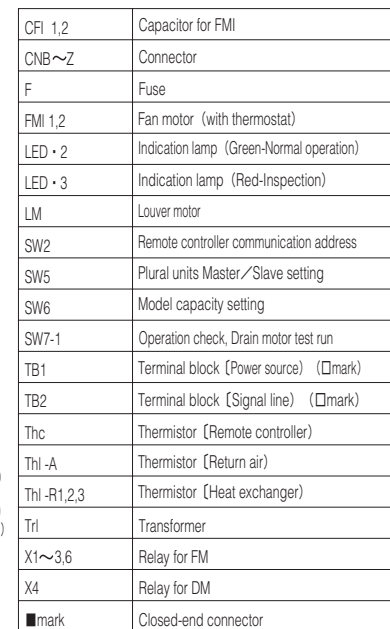 CFI 1,2 Capacitor for FMI
CNB～Z Connector
F Fuse
FMI 1,2 Fan motor (with thermostat)
LED・2 Indication lamp (Green-Normal operation)
LED・3 Indication lamp (Red-Inspection)
LM Louver motor
SW2 Remote controller communication address
SW5 Plural units Master／Slave setting
SW6 Model capacity setting
SW7-1 Operation check, Drain motor test run
TB1 Terminal block〔Power source〕 (□mark)
TB2 Terminal block〔Signal line〕 (□mark)
Thc Thermistor〔Remote controller〕
ThI -A Thermistor〔Return air〕
ThI -R1,2,3 Thermistor〔Heat exchanger〕
TrI Transformer
X1～3,6 Relay for FM
X4 Relay for DM
■mark Closed-end connector